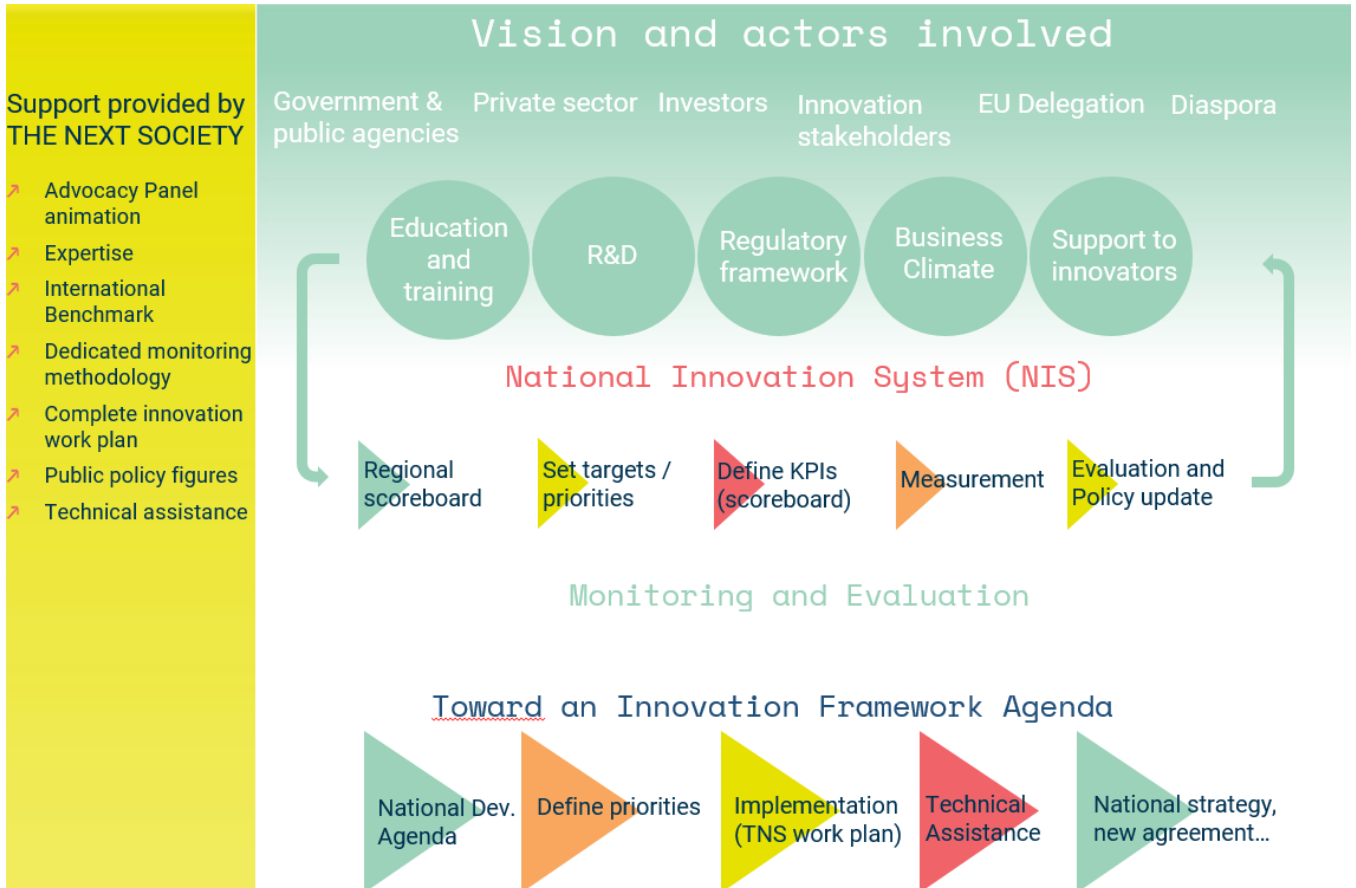 Vision and actors involved
Support provided by
THE NEXT SOCIETY
Advocacy Panel
animation
Expertise
International
Benchmark
Dedicated monitoring
methodology
Complete innovation
work plan
Public policy figures
Technical assistance
Government &
public agencies
Private sector
Investors
Innovation
stakeholders
EU Delegation
Diaspora
Education
and
training
R&D
Regulatory
framework
Business
Climate
Support to
innovators
National Innovation System (NIS)
Regional
scoreboard
Set targets /
priorities
Define KPIs
(scoreboard)
Measurement
Evaluation and
Policy update
Monitoring and Evaluation
Toward an Innovation Framework Agenda
National Dev.
Agenda
Define priorities
Implementation
(TNS work plan)
Technical
Assistance
National strategy,
new agreement…